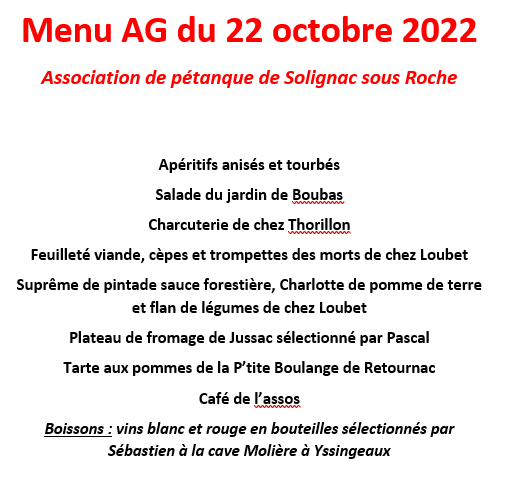 Menu AG du 22 octobre 2022
Association de pétanque de Solignac sous Roche
Apéritifs anisés et tourbés
Salade du jardin de Boubas
Charcuterie de chez Thorillon
Feuilleté viande, cèpes et trompettes des morts de chez Loubet
Suprême de pintade sauce forestière, Charlotte de pomme de terre
et flan de légumes de chez Loubet
Plateau de fromage de Jussac sélectionné par Pascal
Tarte aux pommes de la P'tite Boulange de Retournac
Café de l'assos
Boissons : vins blanc et rouge en bouteilles sélectionnés par
Sébastien à la cave Molière à Yssingeaux